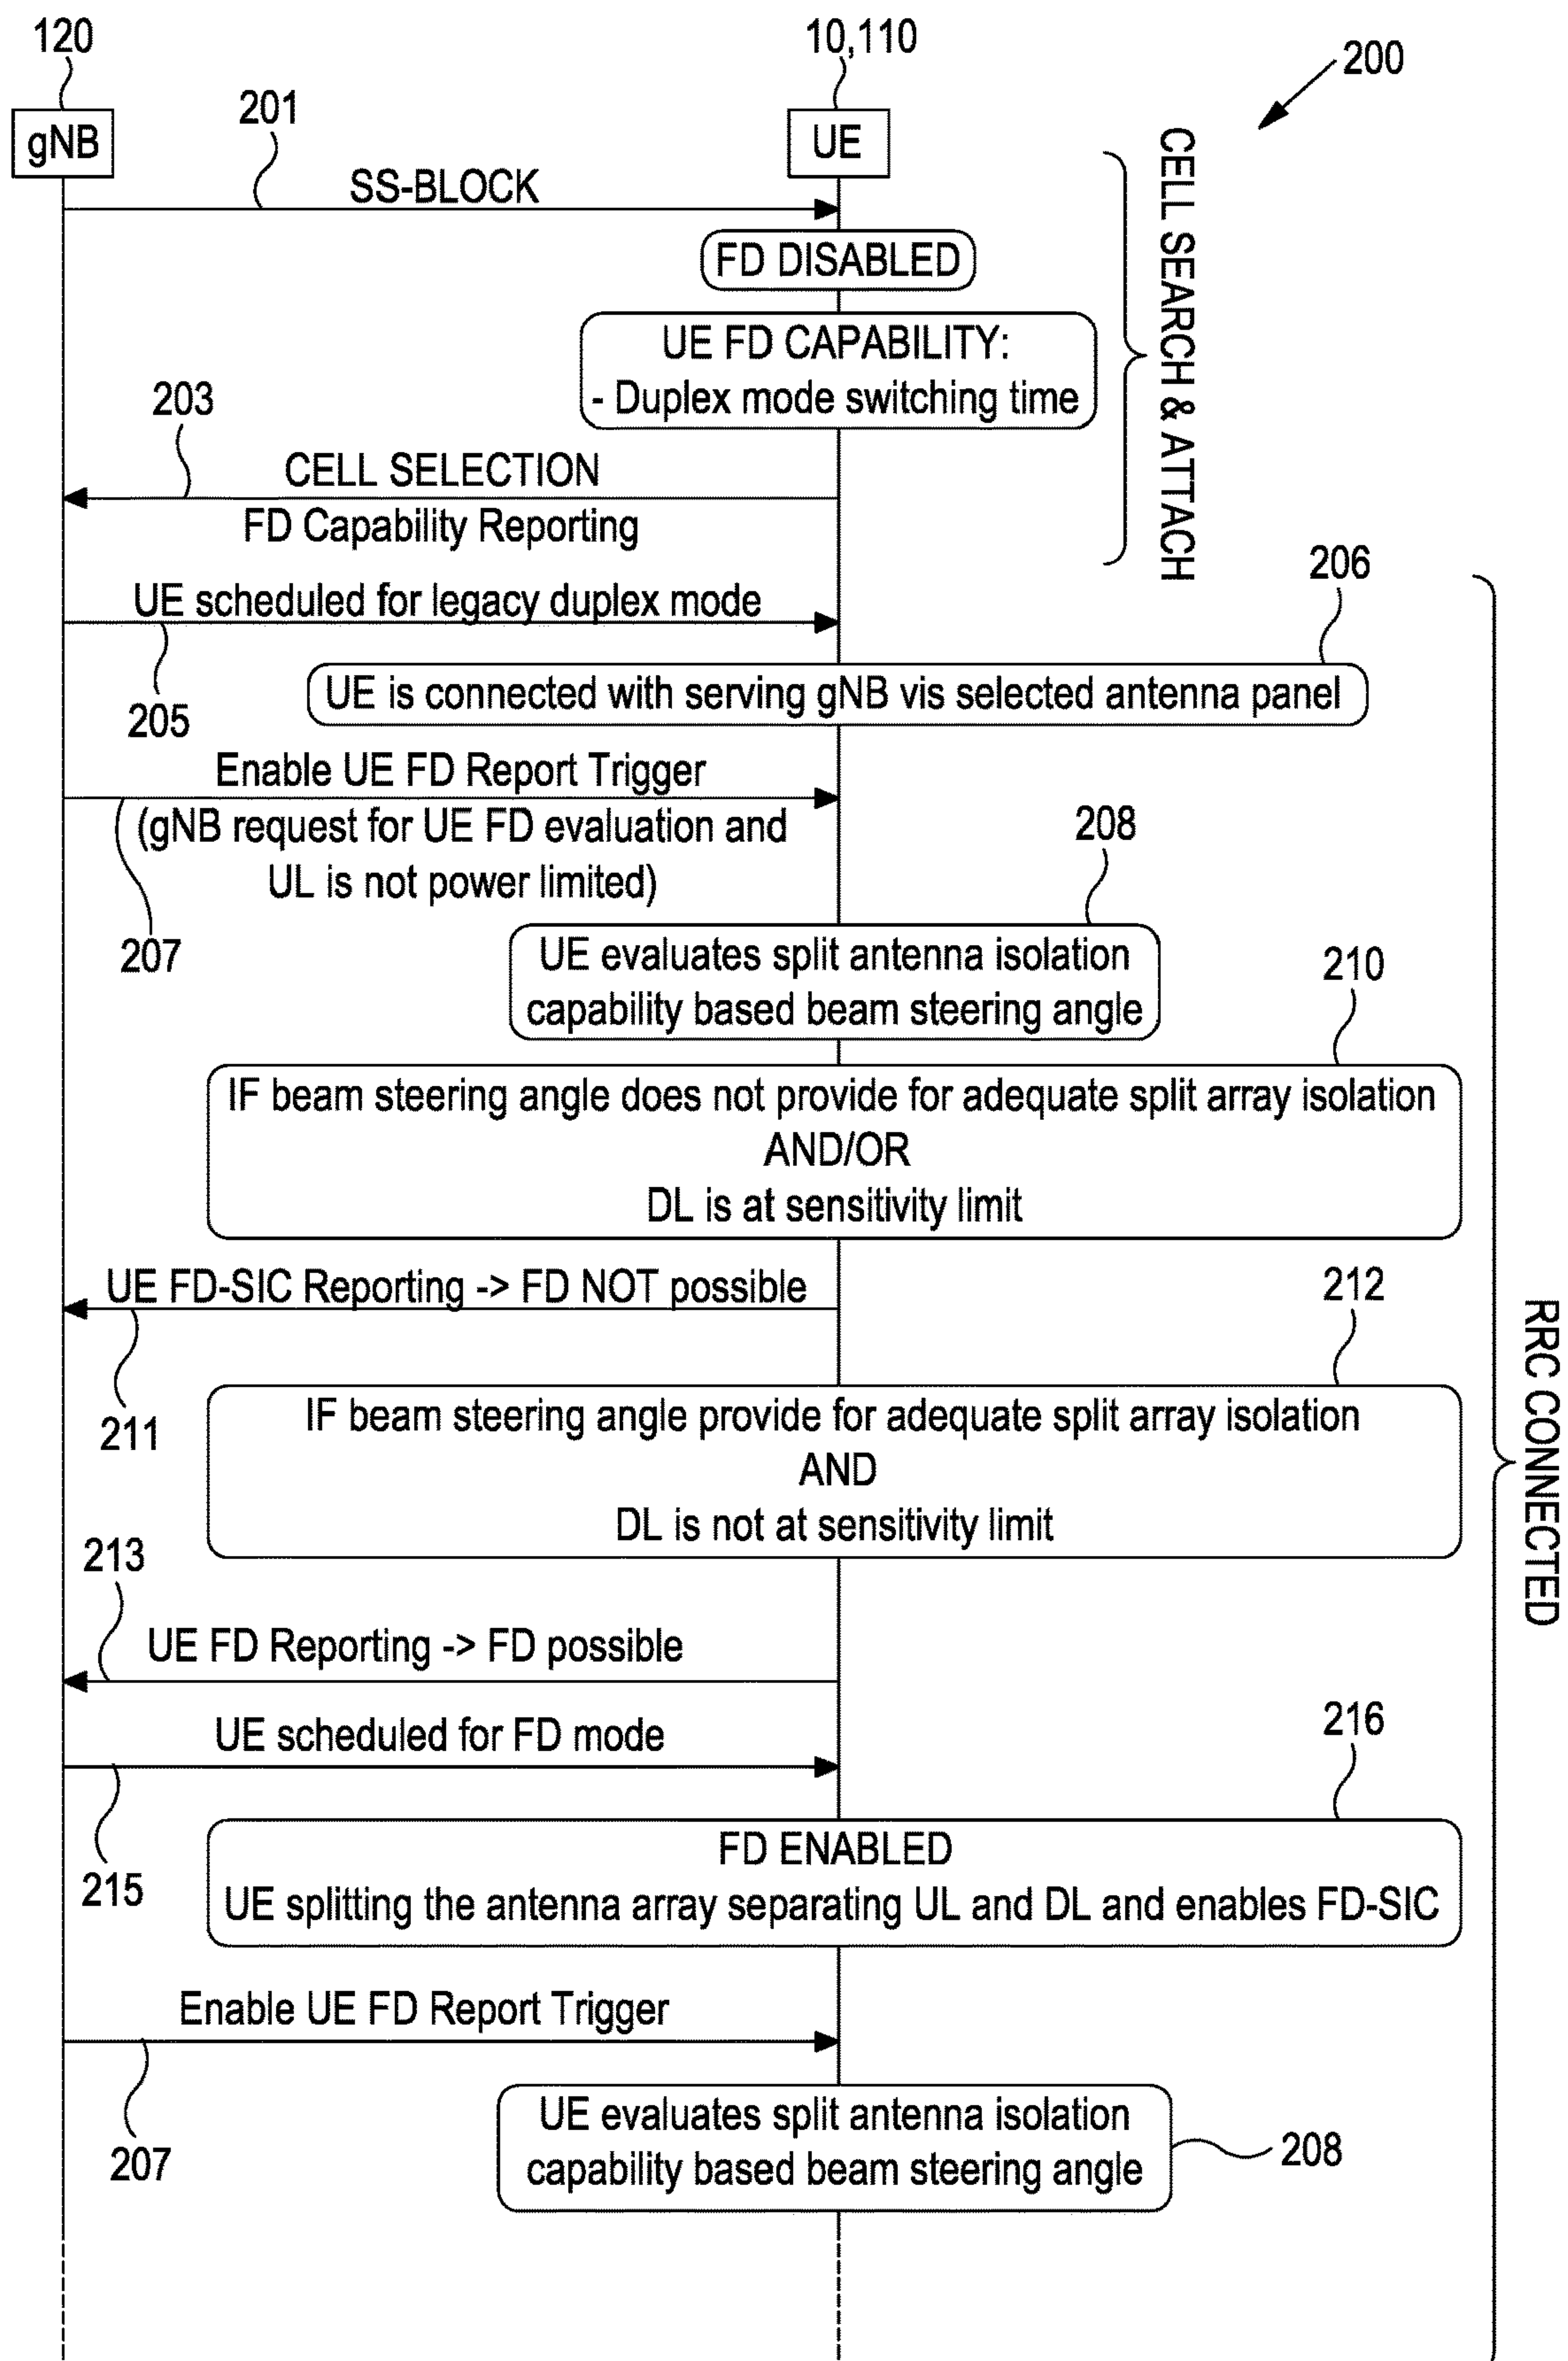 120
10,110
200
gNB
201
UE
SS-BLOCK
FD DISABLED
UE FD CAPABILITY:
- Duplex mode switching time
CELL SEARCH & ATTACH
203
CELL SELECTION
FD Capability Reporting
206
UE scheduled for legacy duplex mode
205
UE is connected with serving gNB vis selected antenna panel
Enable UE FD Report Trigger
(gNB request for UE FD evaluation and
UL is not power limited)
207
208
UE evaluates split antenna isolation
capability based beam steering angle
210
IF beam steering angle does not provide for adequate split array isolation
AND/OR
DL is at sensitivity limit
UE FD-SIC Reporting -> FD NOT possible
211
212
IF beam steering angle provide for adequate split array isolation
AND
DL is not at sensitivity limit
RRC CONNECTED
213
UE FD Reporting -> FD possible
UE scheduled for FD mode
215
216
FD ENABLED
UE splitting the antenna array separating UL and DL and enables FD-SIC
Enable UE FD Report Trigger
207
UE evaluates split antenna isolation
capability based beam steering angle
208